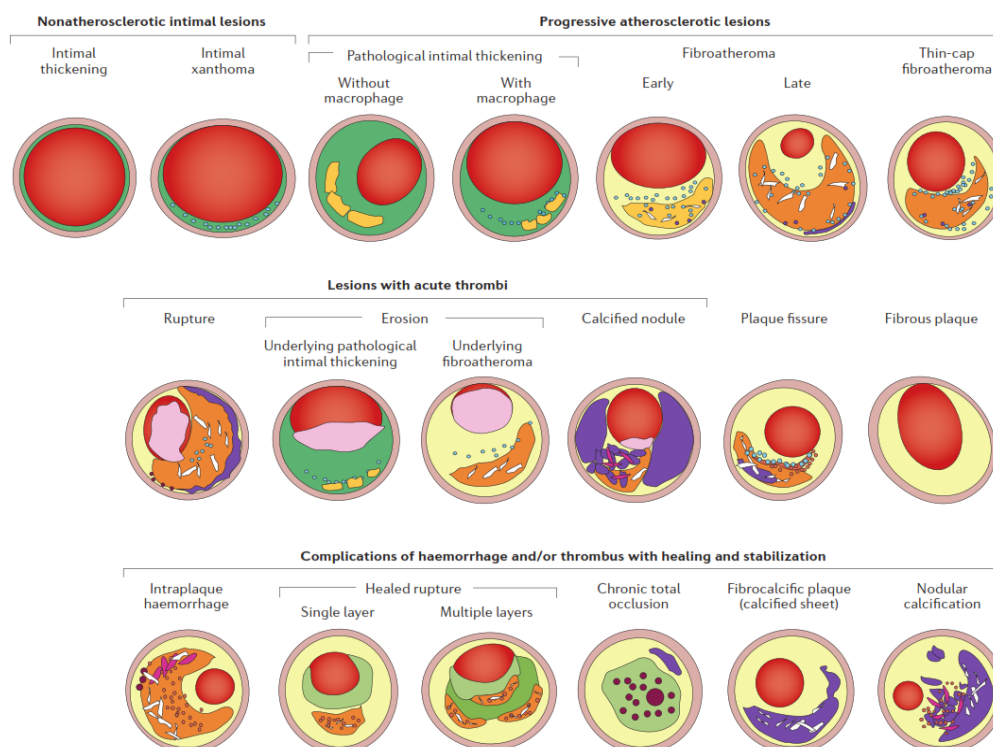 Nonatherosclerotic intimal lesions
Progressive atherosclerotic lesions
Intimal
thickening
Intimal
xanthoma
Pathological intimal thickening
Without
macrophage
With
macrophage
Fibroatheroma
Early
Late
Thin-cap
fibroatheroma
Lesions with acute thrombi
Rupture
Erosion
Underlying pathological
intimal thickening
Underlying
fibroatheroma
Calcified nodule
Plaque fissure
Fibrous plaque
Complications of haemorrhage and/or thrombus with healing and stabilization
Intraplaque
haemorrhage
Healed rupture
Single layer
Multiple layers
Chronic total
occlusion
Fibrocalcific plaque
(calcified sheet)
Nodular
calcification